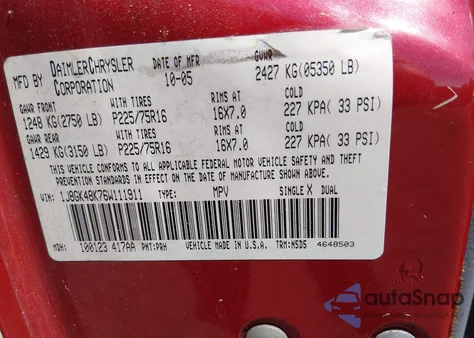 MFD BY DAIMLERCHRYSLER CORPORATION DATE OF MFR 10-05 GVWR 2427 KG(05350 LB)
GAWR FRONT WITH TIRES RIMS AT COLD
1248 KG(2750 LB) P225/75R16 16X7.0 227 KPA( 33 PSI)
GAWR REAR WITH TIRES RIMS AT COLD
1429 KG(3150 LB) P225/75R16 16X7.0 227 KPA( 33 PSI)
THIS VEHICLE CONFORMS TO ALL APPLICABLE FEDERAL MOTOR VEHICLE SAFETY, BUMPER, AND THEFT
PREVENTION STANDARDS IN EFFECT ON THE DATE OF MANUFACTURE SHOWN ABOVE.
VIN: 1J8GK48K76W111911 TYPE: MPV SINGLE X DUAL
MDH: 100123 417AA PNT:PRH VEHICLE MADE IN U.S.A. TRM:N5D5
4648503
autoSnap